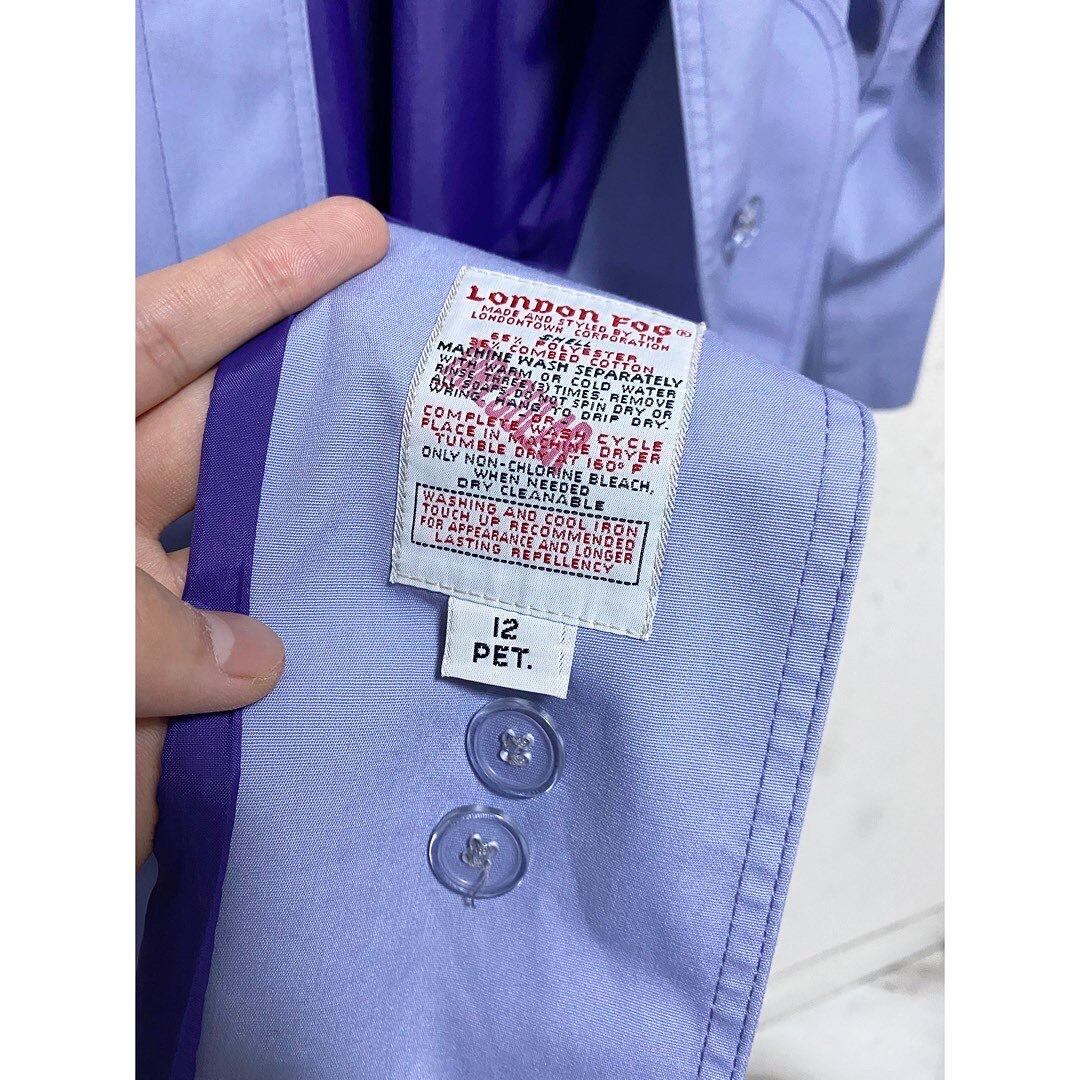 LONDON FOG®
MADE AND STYLED BY THE
LONDONTOWN CORPORATION
SHELL
65% POLYESTER
35% COMBED COTTON
MACHINE WASH SEPARATELY
WITH WARM OR COLD WATER
RINSE THREE (3) TIMES. REMOVE
ALL SOAPS. DO NOT SPIN DRY OR
WRING. HANG TO DRIP DRY.
OR
COMPLETE WASH CYCLE
PLACE IN MACHINE DRYER
TUMBLE DRY AT 160° F
ONLY NON-CHLORINE BLEACH,
WHEN NEEDED
DRY CLEANABLE
WASHING AND COOL IRON
TOUCH UP RECOMMENDED
FOR APPEARANCE AND LONGER
LASTING REPELLENCY
12
PET.